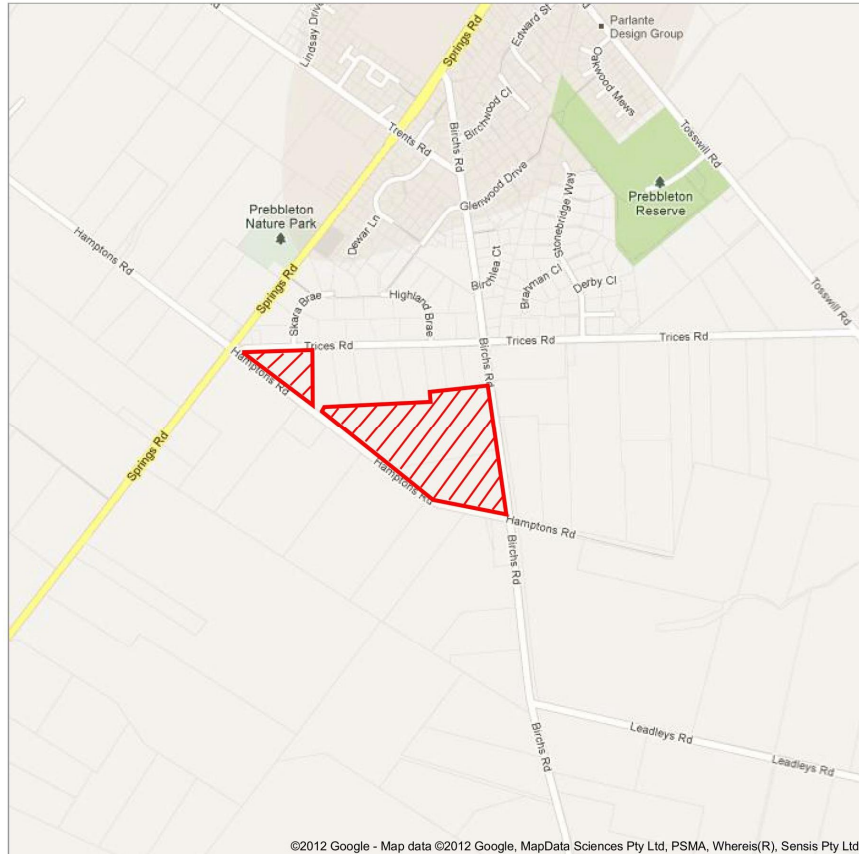 Lindsay Drive
Springs Rd
Edward St
Parlante
Design Group
Oakwood Mews
Trents Rd
Birchs Rd
Birchwood Cl
Tosswill Rd
Glenwood Drive
Prebbleton
Reserve
Prebbleton
Nature Park
Dewar Ln
Stonebridge Way
Hamptons Rd
Springs Rd
Skara Brae
Highland
Brae
Birchlea Ct
Brahman Cl
Derby Cl
Tosswill Rd
Trices Rd
Trices Rd
Trices Rd
Hamptons Rd
Birchs Rd
Springs Rd
Hamptons Rd
Hamptons Rd
Birchs Rd
Leadleys Rd
Birchs Rd
Leadleys Rd
©2012 Google - Map data ©2012 Google, MapData Sciences Pty Ltd, PSMA, Whereis(R), Sensis Pty Ltd